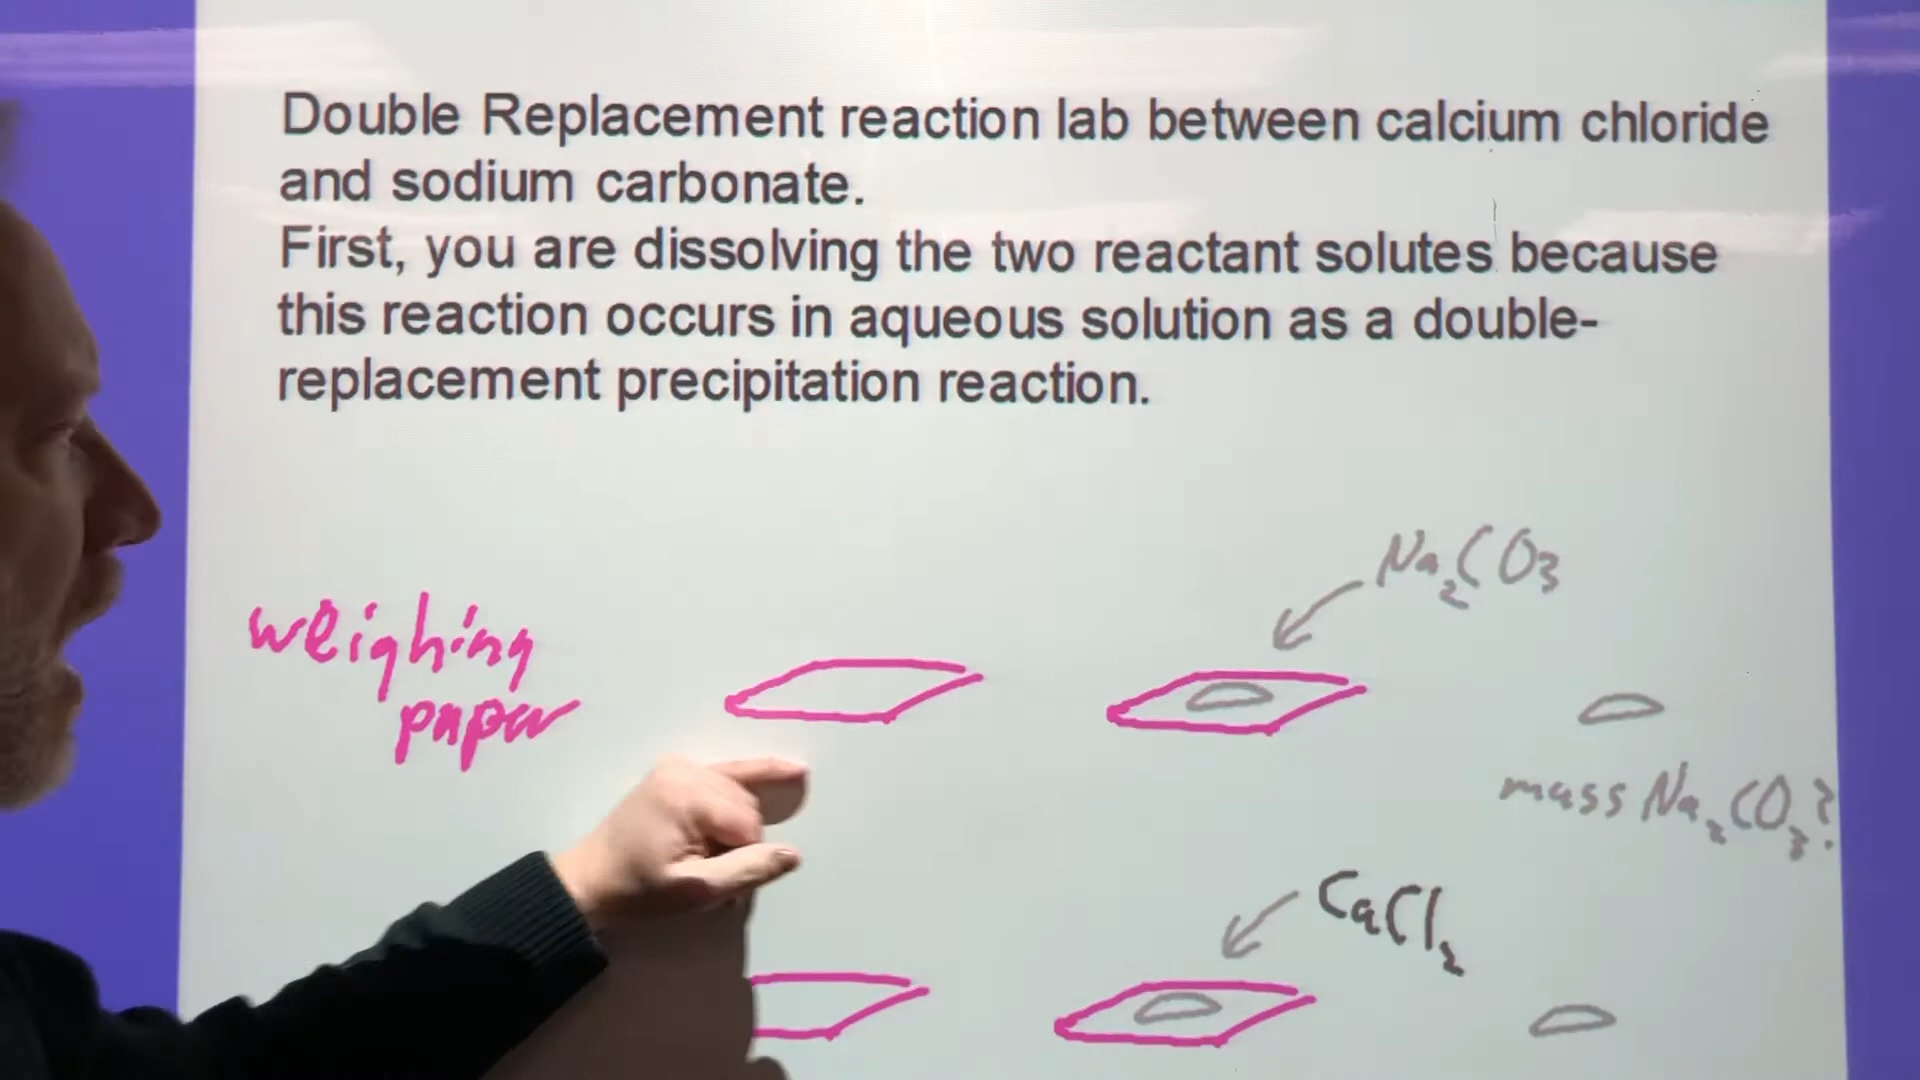 Double Replacement reaction lab between calcium chloride
and sodium carbonate.
First, you are dissolving the two reactant solutes because
this reaction occurs in aqueous solution as a double-
replacement precipitation reaction.
Na₂CO₃
weighing
paper
mass Na₂CO₃?
CaCl₂